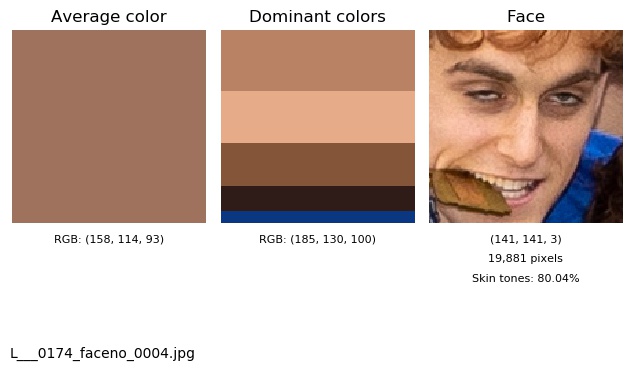 Average color
Dominant colors
Face
RGB: (158, 114, 93)
RGB: (185, 130, 100)
(141, 141, 3)
19,881 pixels
Skin tones: 80.04%
L___0174_faceno_0004.jpg